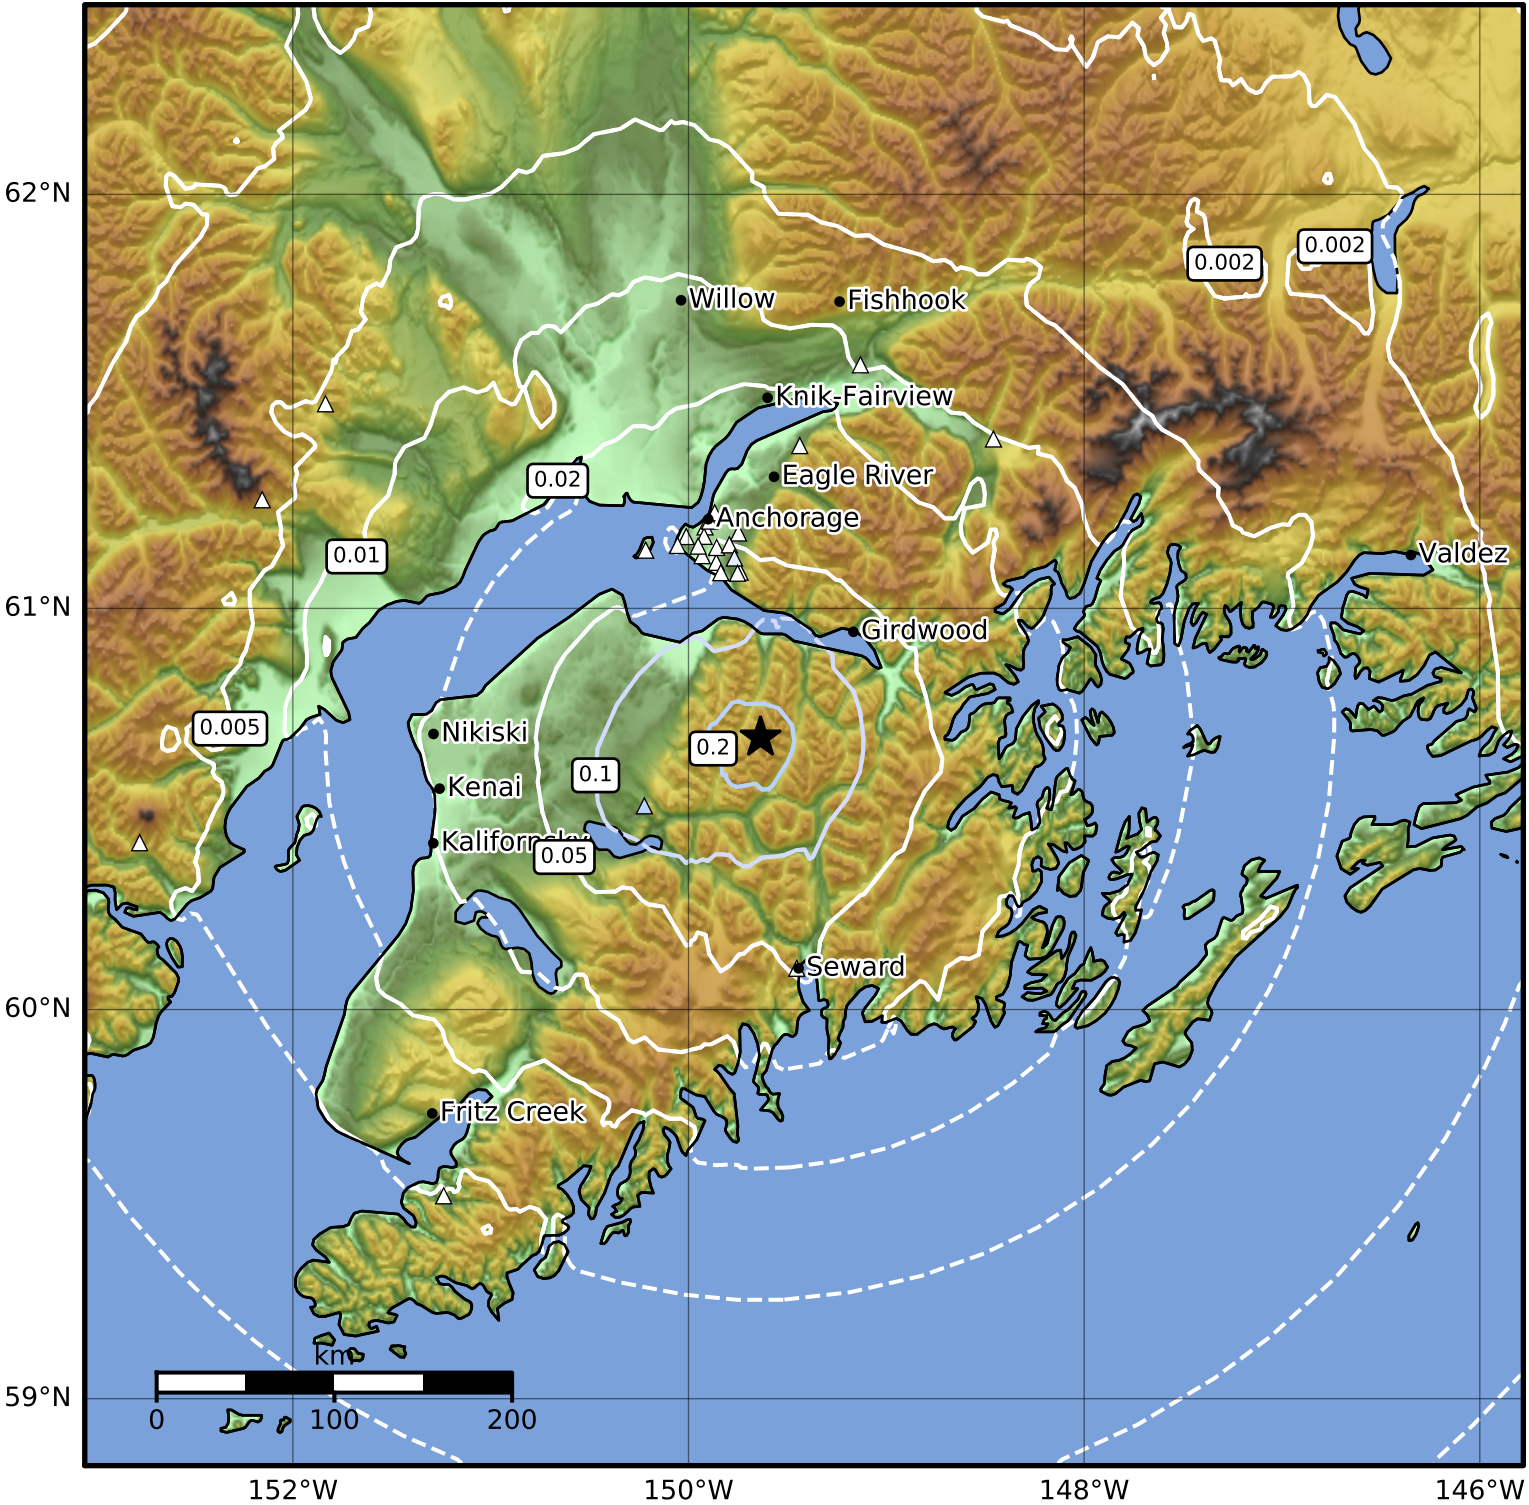 62°N
0.002
0.002
Willow
Fishhook
Knik-Fairview
Eagle River
0.02
Anchorage
0.01
Valdez
61°N
Girdwood
0.005
Nikiski
0.2
0.1
Kenai
Kalifornsky
0.05
Seward
60°N
Fritz Creek
km
59°N
0
100
200
152°W
150°W
148°W
146°W